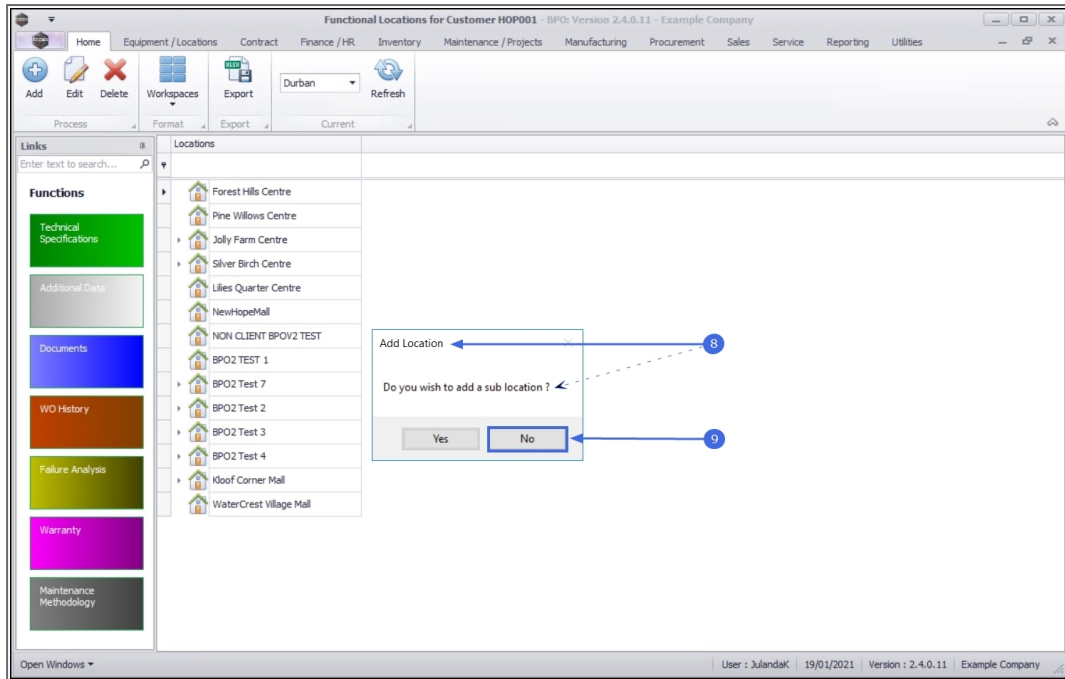 Functional Locations for Customer HOP001 - BPO: Version 2.4.0.11 - Example Company
Home Equipment / Locations Contract Finance / HR Inventory Maintenance / Projects Manufacturing Procurement Sales Service Reporting Utilities
XLSX
Durban
Add Edit Delete Workspaces Export Refresh
Process Format Export Current
Links
Enter text to search...
Functions
Technical
Specifications
Additional Data
Documents
WO History
Failure Analysis
Warranty
Maintenance
Methodology
Locations
Forest Hills Centre
Pine Willows Centre
Jolly Farm Centre
Silver Birch Centre
Lilies Quarter Centre
NewHopeMall
NON CLIENT BPOV2 TEST
BPO2 TEST 1
BPO2 Test 7
BPO2 Test 2
BPO2 Test 3
BPO2 Test 4
Kloof Corner Mall
WaterCrest Village Mall
Add Location
8
Do you wish to add a sub location ?
Yes No
9
Open Windows
User : JulandaK 19/01/2021 Version : 2.4.0.11 Example Company